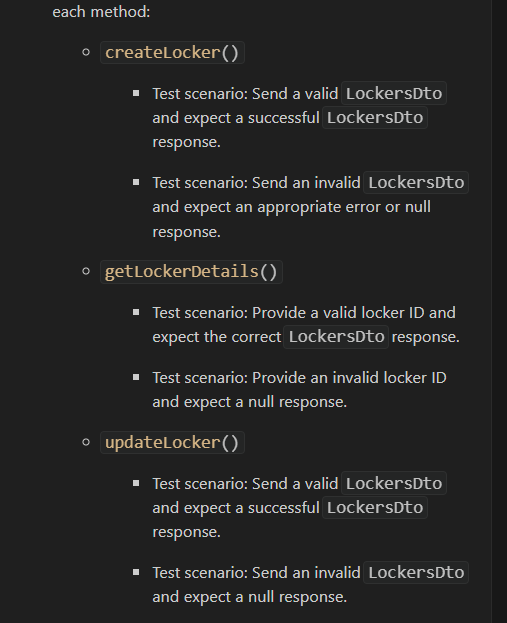 each method:
createLocker()
Test scenario: Send a valid LockersDto
and expect a successful LockersDto
response.
Test scenario: Send an invalid LockersDto
and expect an appropriate error or null
response.
getLockerDetails()
Test scenario: Provide a valid locker ID and
expect the correct LockersDto response.
Test scenario: Provide an invalid locker ID
and expect a null response.
updateLocker()
Test scenario: Send a valid LockersDto
and expect a successful LockersDto
response.
Test scenario: Send an invalid LockersDto
and expect a null response.